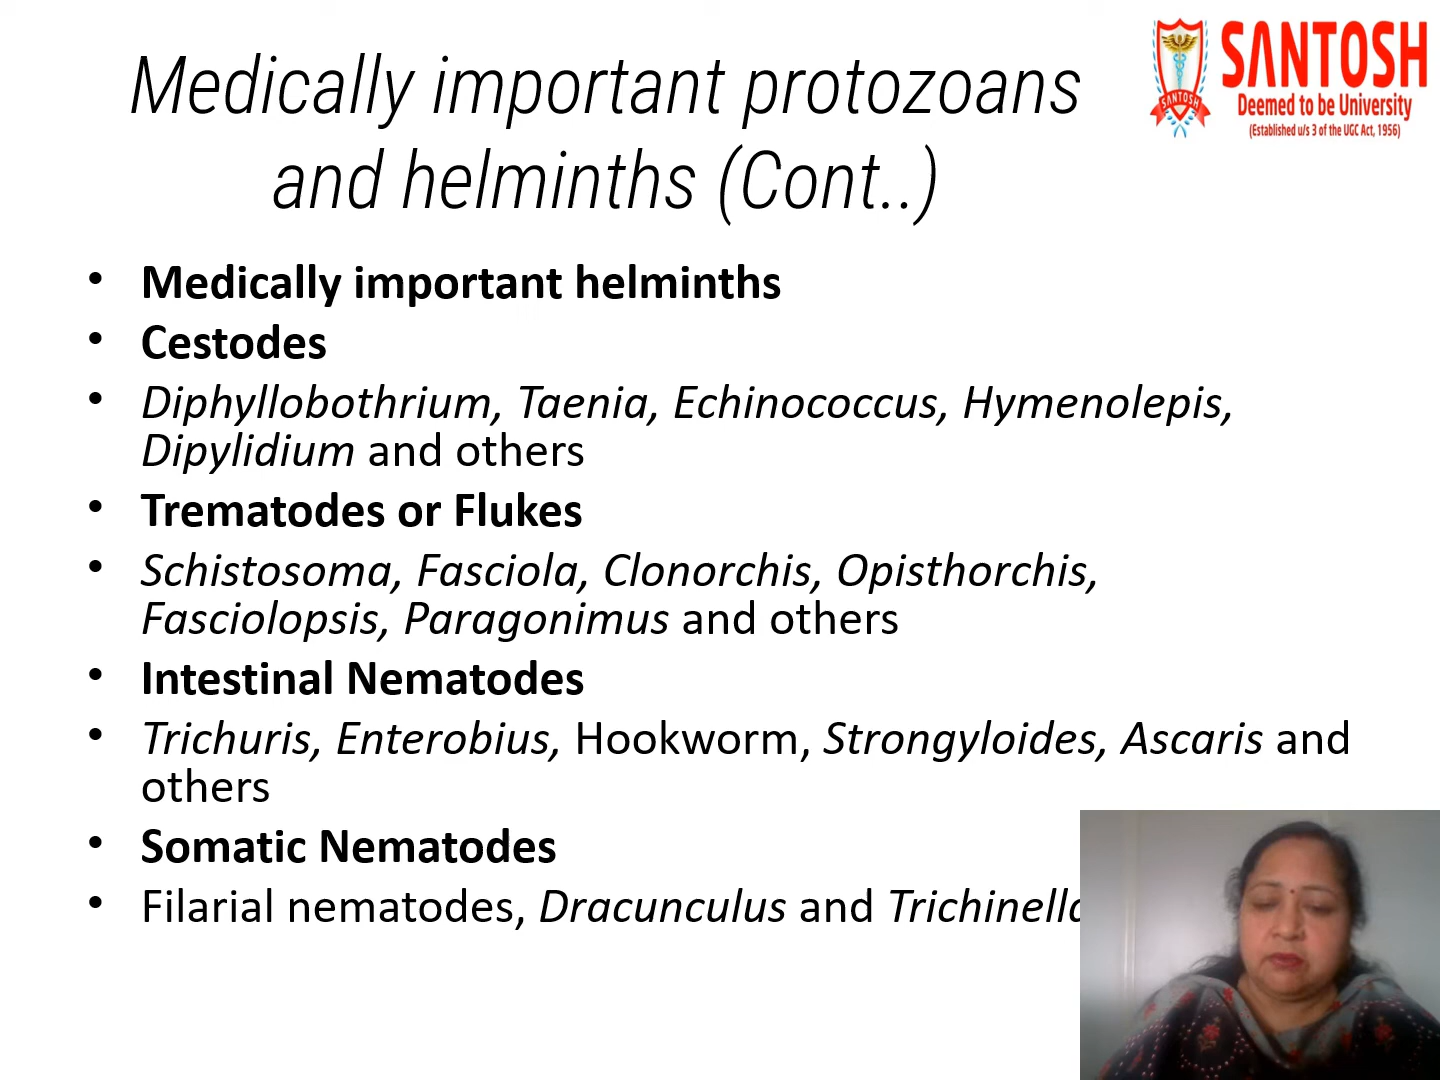 Medically important protozoans
and helminths (Cont..)
SANTOSH
Deemed to be University
(Established u/s 3 of the UGC Act, 1956)
SANTOSH
• Medically important helminths
• Cestodes
• Diphyllobothrium, Taenia, Echinococcus, Hymenolepis,
Dipylidium and others
• Trematodes or Flukes
• Schistosoma, Fasciola, Clonorchis, Opisthorchis,
Fasciolopsis, Paragonimus and others
• Intestinal Nematodes
• Trichuris, Enterobius, Hookworm, Strongyloides, Ascaris and
others
• Somatic Nematodes
• Filarial nematodes, Dracunculus and Trichinella